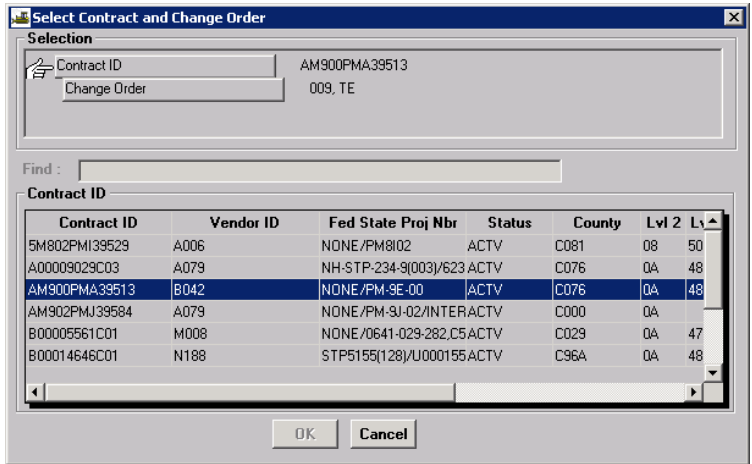 Select Contract and Change Order
Selection
Contract ID AM900PMA39513
Change Order 009, TE
Find :
Contract ID
Contract ID Vendor ID Fed State Proj Nbr Status County Lvl 2 Lv
5M802PMI39529 A006 NONE/PM8I02 ACTV C081 08 50
A00009029C03 A079 NH-STP-234-9(003)/623 ACTV C076 0A 48
AM900PMA39513 B042 NONE/PM-9E-00 ACTV C076 0A 48
AM902PMJ39584 A079 NONE/PM-9J-02/INTER ACTV C000 0A
B00005561C01 M008 NONE/0641-029-282,C5 ACTV C029 0A 47
B00014646C01 N188 STP5155(128)/U000155 ACTV C96A 0A 48
OK Cancel